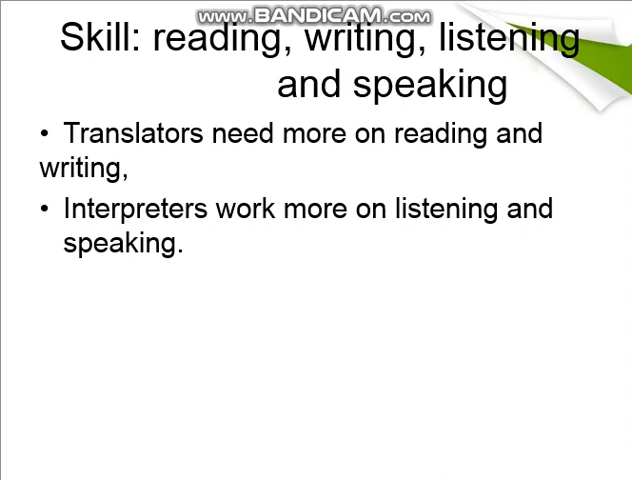 www.BANDICAM.com
Skill: reading, writing, listening
and speaking
• Translators need more on reading and
writing,
• Interpreters work more on listening and
speaking.